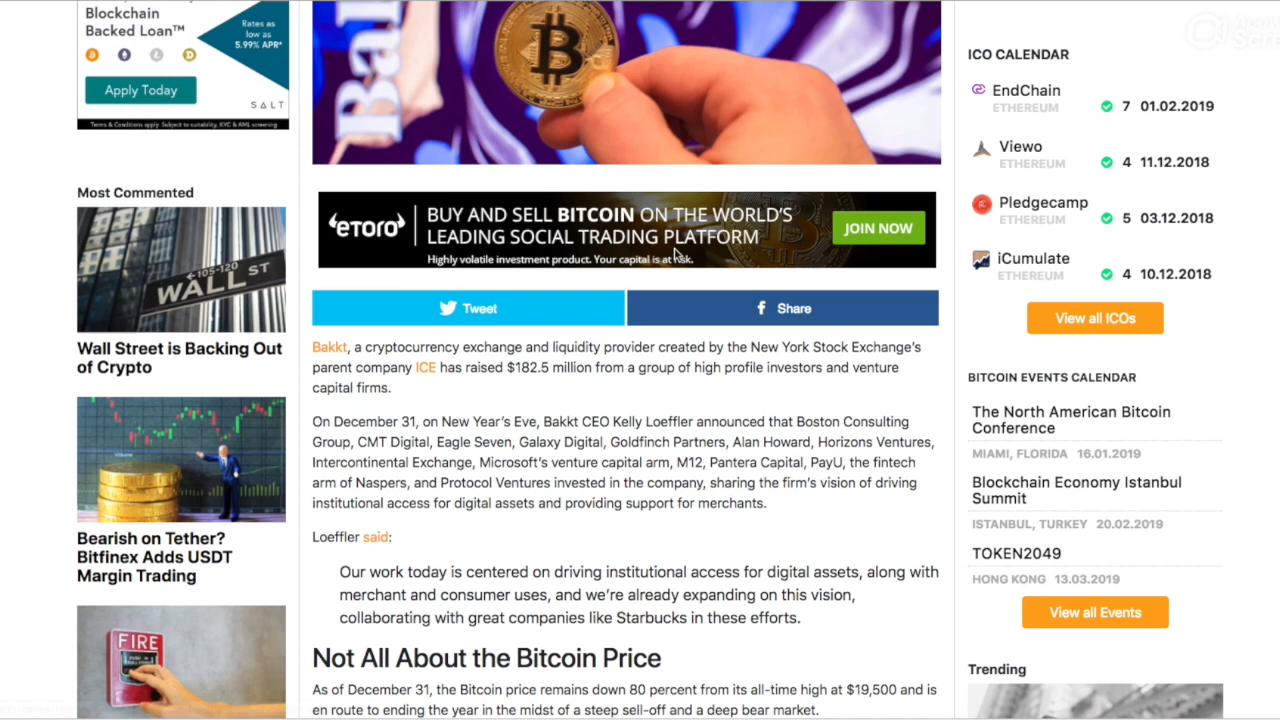 Blockchain
Backed Loan™
Rates as
low as
5.99% APR*
Apply Today
SALT
Terms & Conditions apply. Subject to suitability, KYC & AML screening
Most Commented
105-120
WALL ST
Wall Street is Backing Out
of Crypto
Volume
Bearish on Tether?
Bitfinex Adds USDT
Margin Trading
FIRE
Bak
eToro
BUY AND SELL BITCOIN ON THE WORLD'S
LEADING SOCIAL TRADING PLATFORM
Highly volatile investment product. Your capital is at risk.
JOIN NOW
Tweet
Share
Bakkt, a cryptocurrency exchange and liquidity provider created by the New York Stock Exchange's
parent company ICE has raised $182.5 million from a group of high profile investors and venture
capital firms.
On December 31, on New Year's Eve, Bakkt CEO Kelly Loeffler announced that Boston Consulting
Group, CMT Digital, Eagle Seven, Galaxy Digital, Goldfinch Partners, Alan Howard, Horizons Ventures,
Intercontinental Exchange, Microsoft's venture capital arm, M12, Pantera Capital, PayU, the fintech
arm of Naspers, and Protocol Ventures invested in the company, sharing the firm's vision of driving
institutional access for digital assets and providing support for merchants.
Loeffler said:
Our work today is centered on driving institutional access for digital assets, along with
merchant and consumer uses, and we're already expanding on this vision,
collaborating with great companies like Starbucks in these efforts.
Not All About the Bitcoin Price
As of December 31, the Bitcoin price remains down 80 percent from its all-time high at $19,500 and is
en route to ending the year in the midst of a steep sell-off and a deep bear market.
ICO CALENDAR
EndChain
ETHEREUM
7 01.02.2019
Viewo
ETHEREUM
4 11.12.2018
Pledgecamp
ETHEREUM
5 03.12.2018
iCumulate
ETHEREUM
4 10.12.2018
View all ICOs
BITCOIN EVENTS CALENDAR
The North American Bitcoin
Conference
MIAMI, FLORIDA 16.01.2019
Blockchain Economy Istanbul
Summit
ISTANBUL, TURKEY 20.02.2019
TOKEN2049
HONG KONG 13.03.2019
View all Events
Trending